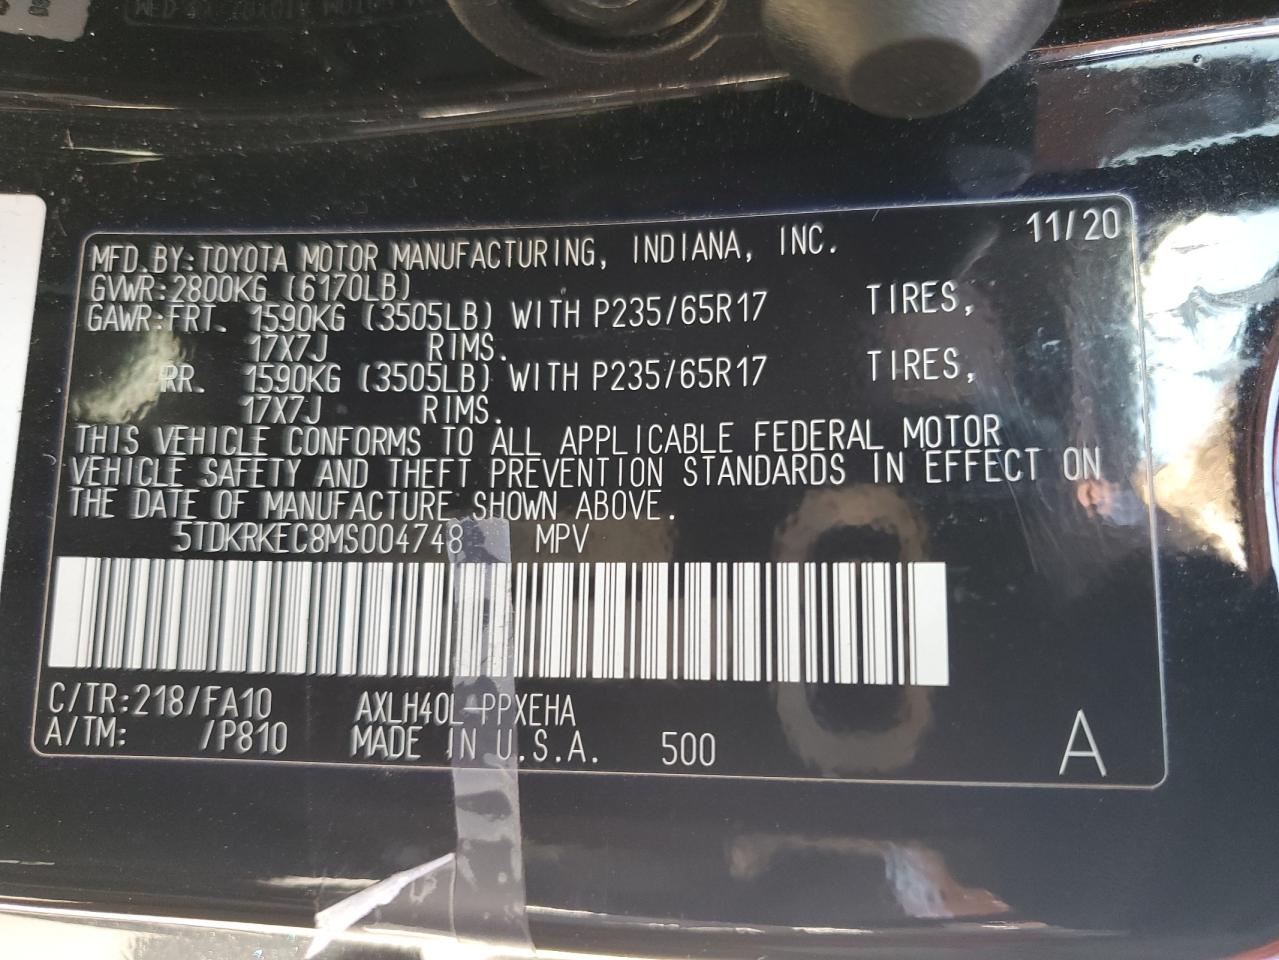 11/20
MFD.BY:TOYOTA MOTOR MANUFACTURING, INDIANA, INC.
GVWR:2800KG (6170LB)
GAWR:FRT. 1590KG (3505LB) WITH P235/65R17 TIRES,
17X7J RIMS.
RR. 1590KG (3505LB) WITH P235/65R17 TIRES,
17X7J RIMS.
THIS VEHICLE CONFORMS TO ALL APPLICABLE FEDERAL MOTOR
VEHICLE SAFETY AND THEFT PREVENTION STANDARDS IN EFFECT ON
THE DATE OF MANUFACTURE SHOWN ABOVE.
5TDKRKEC8MS004748 MPV
C/TR:218/FA10 AXLH40L-PPXEHA
A/TM: /P810 MADE IN U.S.A. 500 A